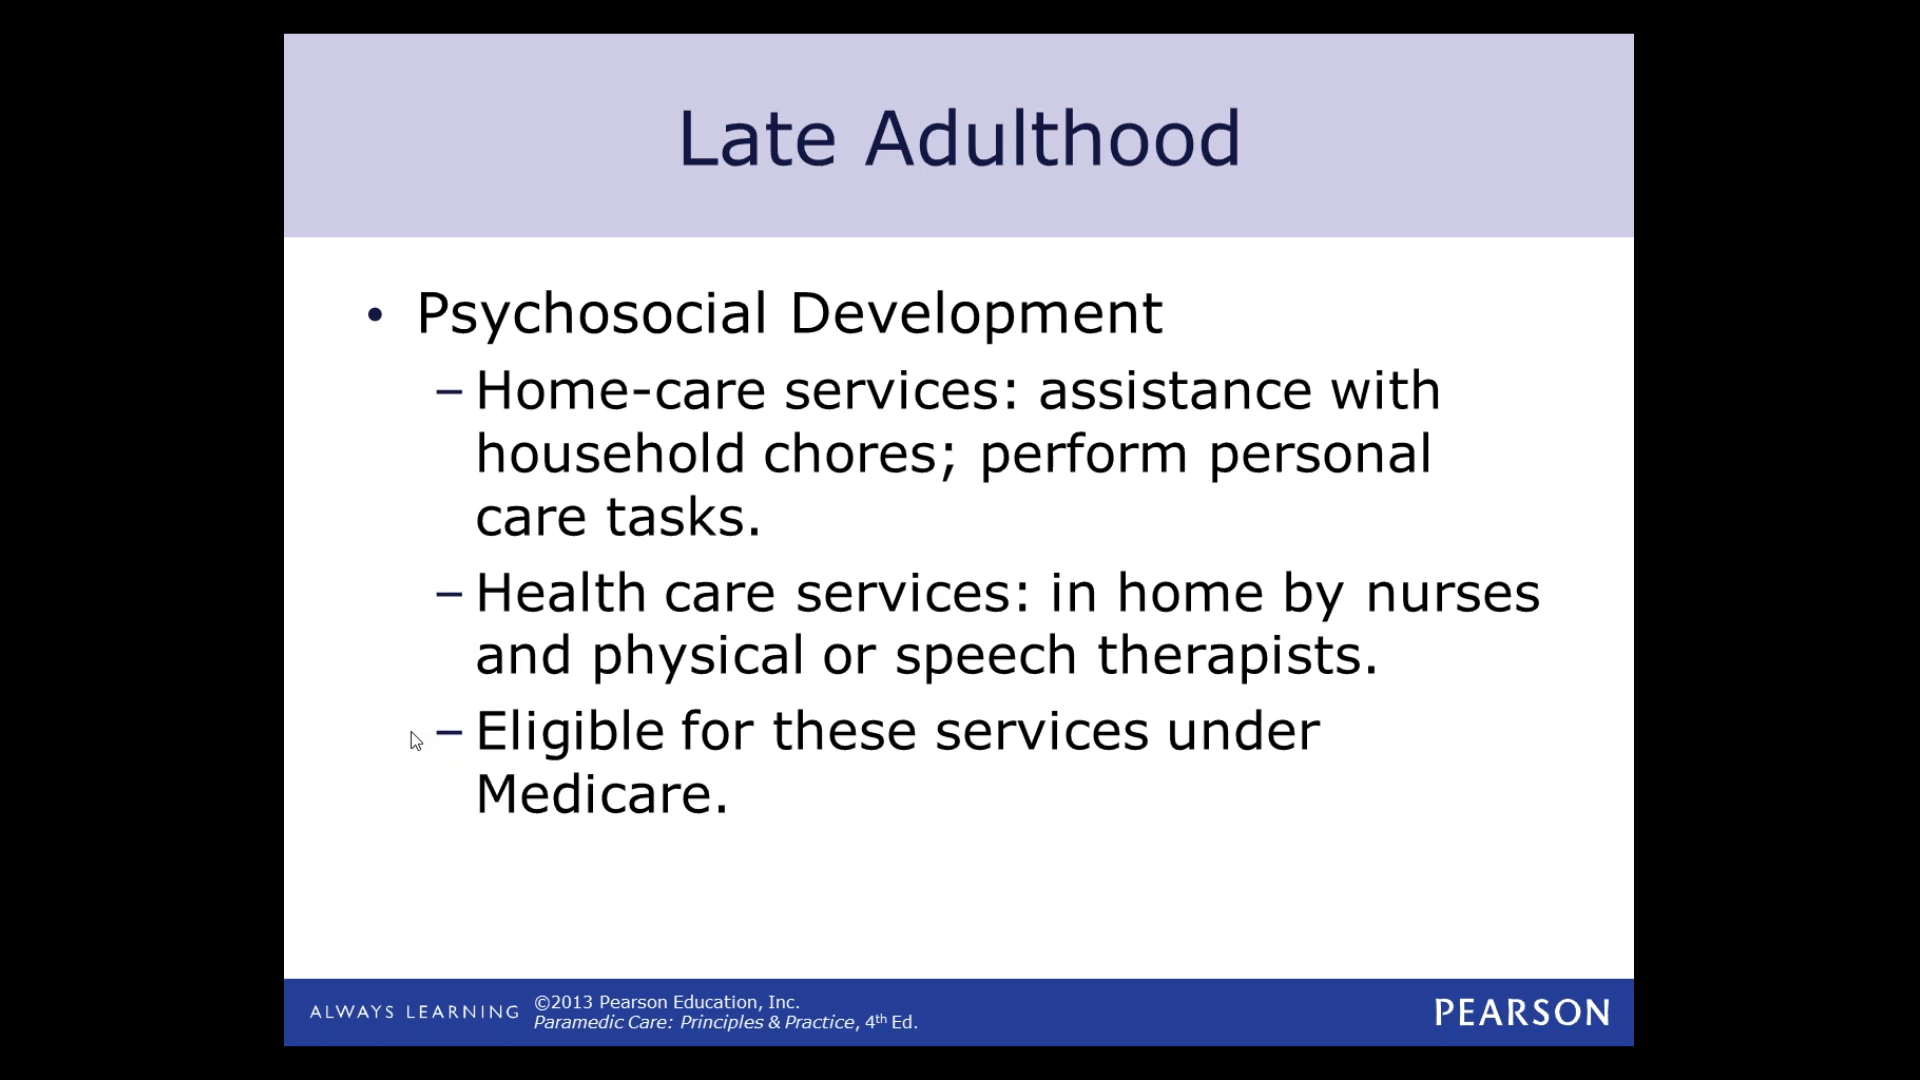 Late Adulthood
• Psychosocial Development
– Home-care services: assistance with
household chores; perform personal
care tasks.
– Health care services: in home by nurses
and physical or speech therapists.
– Eligible for these services under
Medicare.
ALWAYS LEARNING
©2013 Pearson Education, Inc.
Paramedic Care: Principles & Practice, 4th Ed.
PEARSON